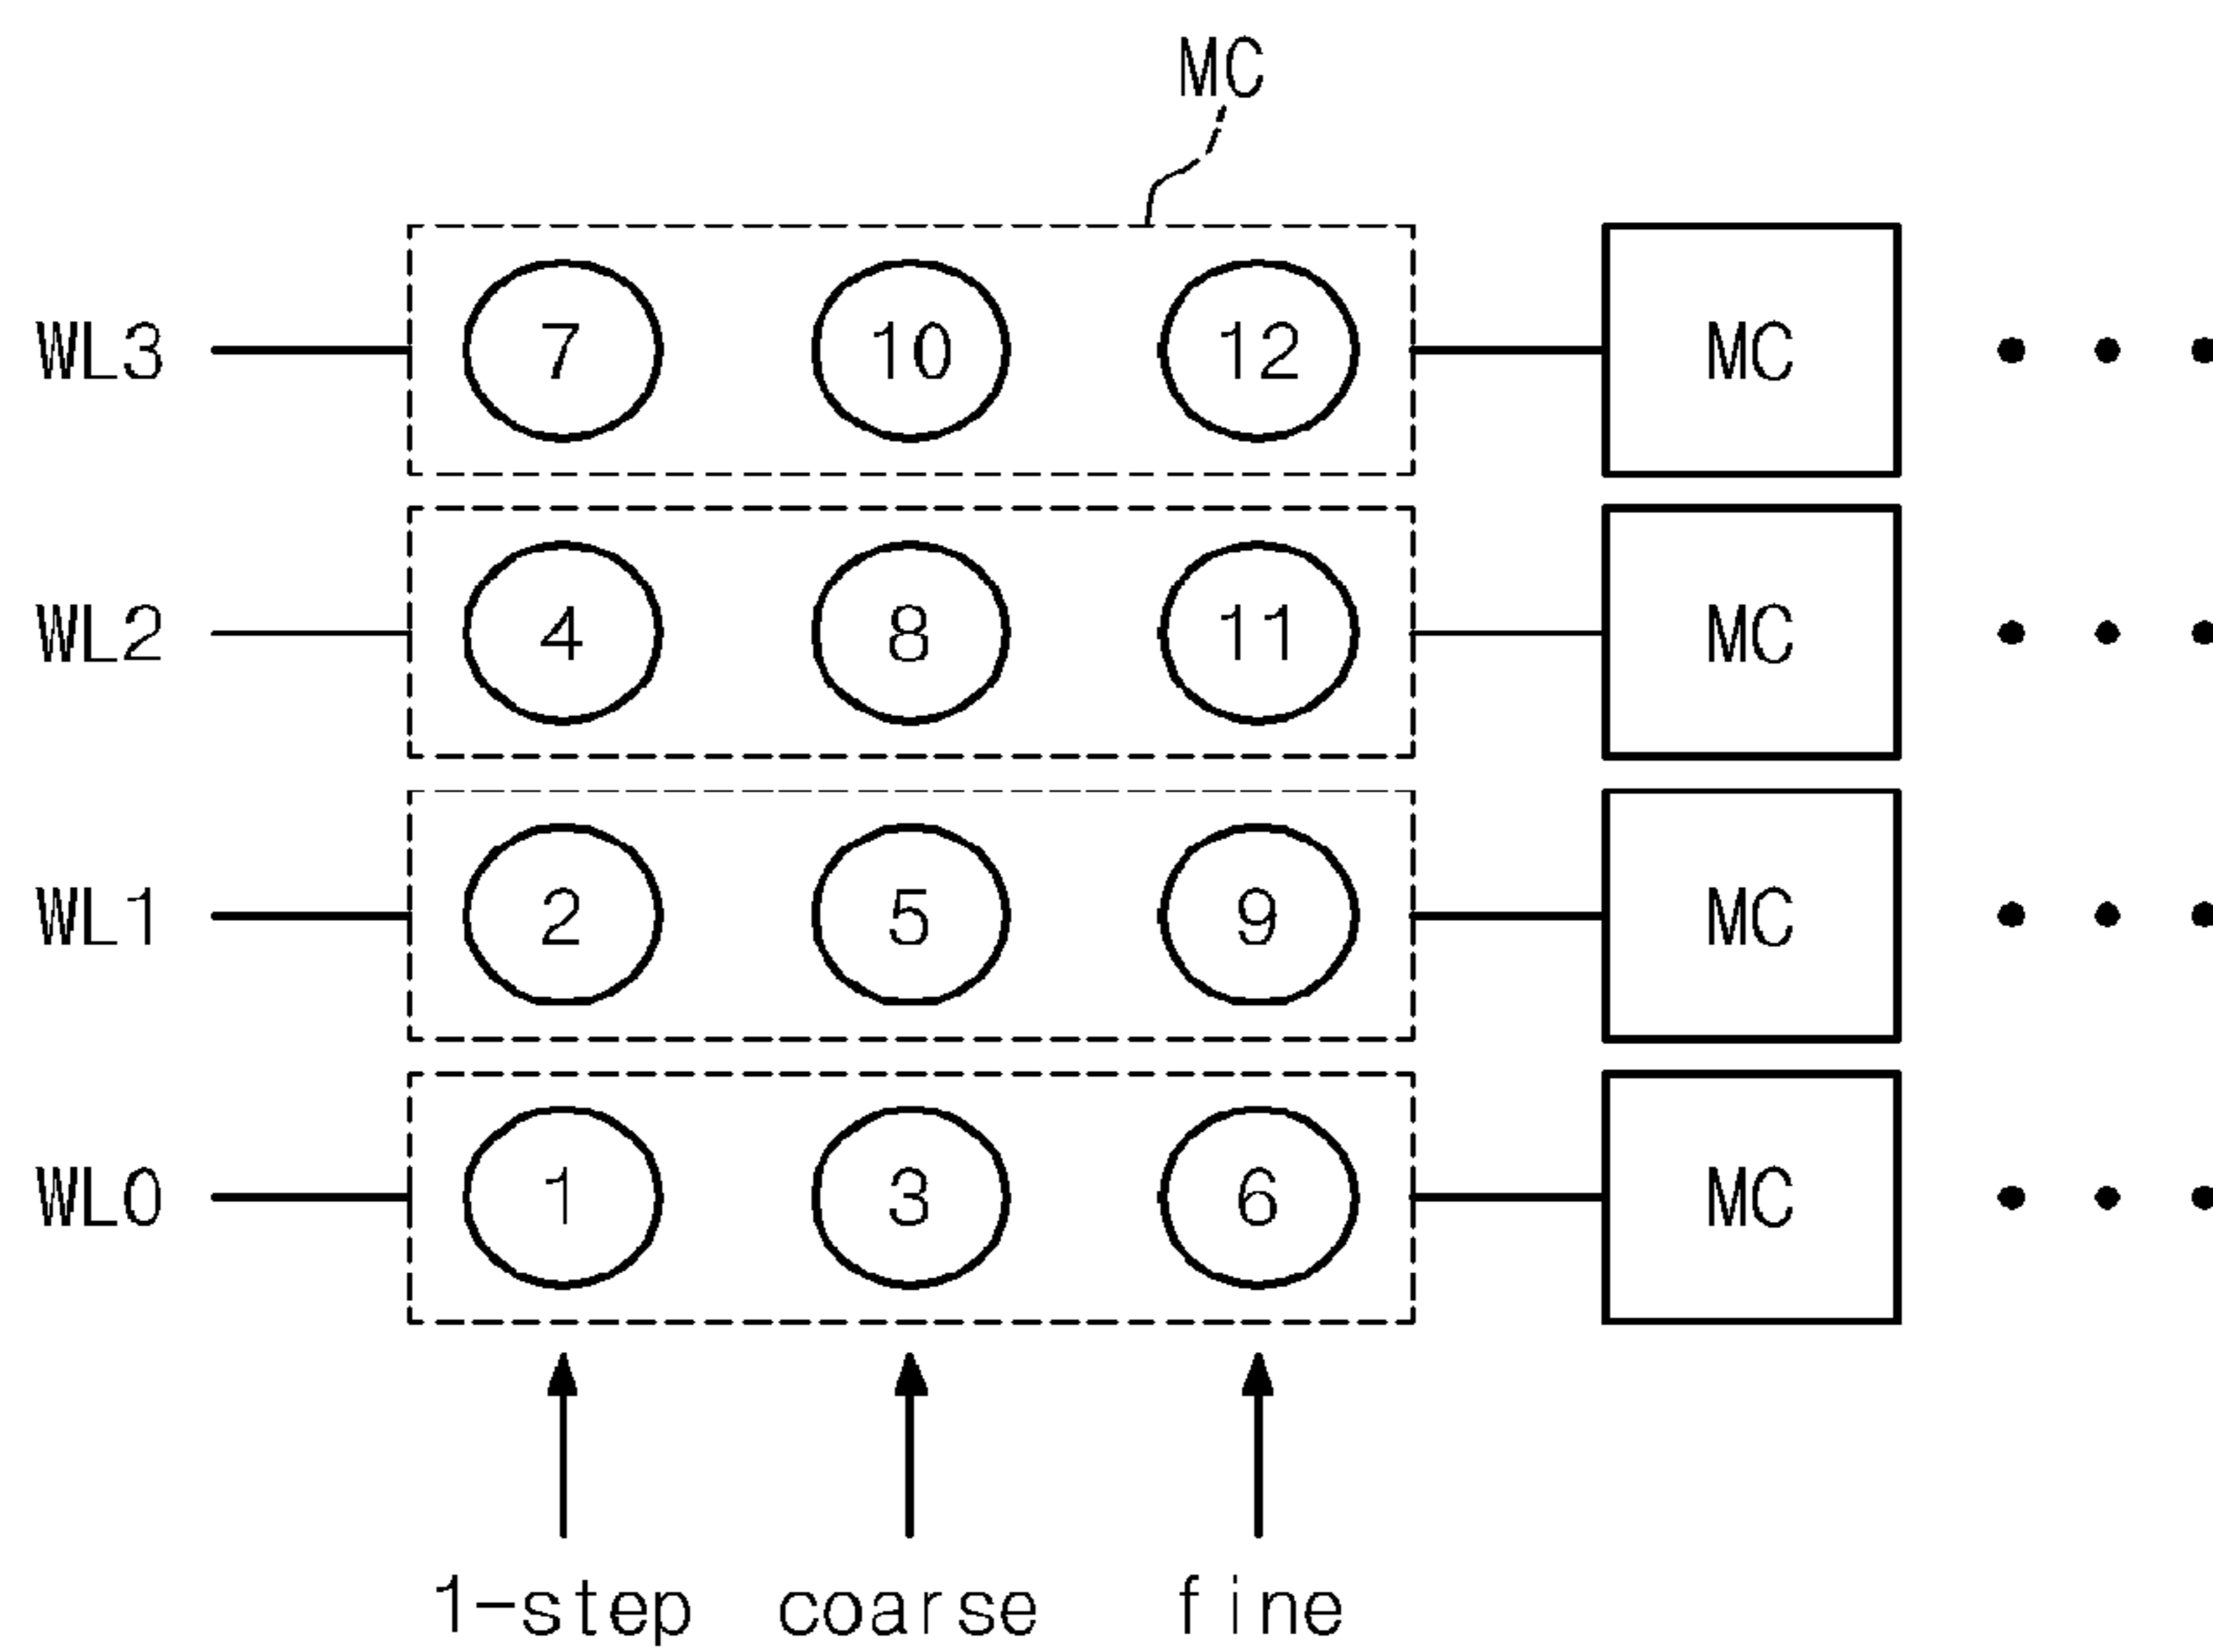 MC
WL3 7 10 12 MC
WL2 4 8 11 MC
WL1 2 5 9 MC
WL0 1 3 6 MC
1-step coarse fine